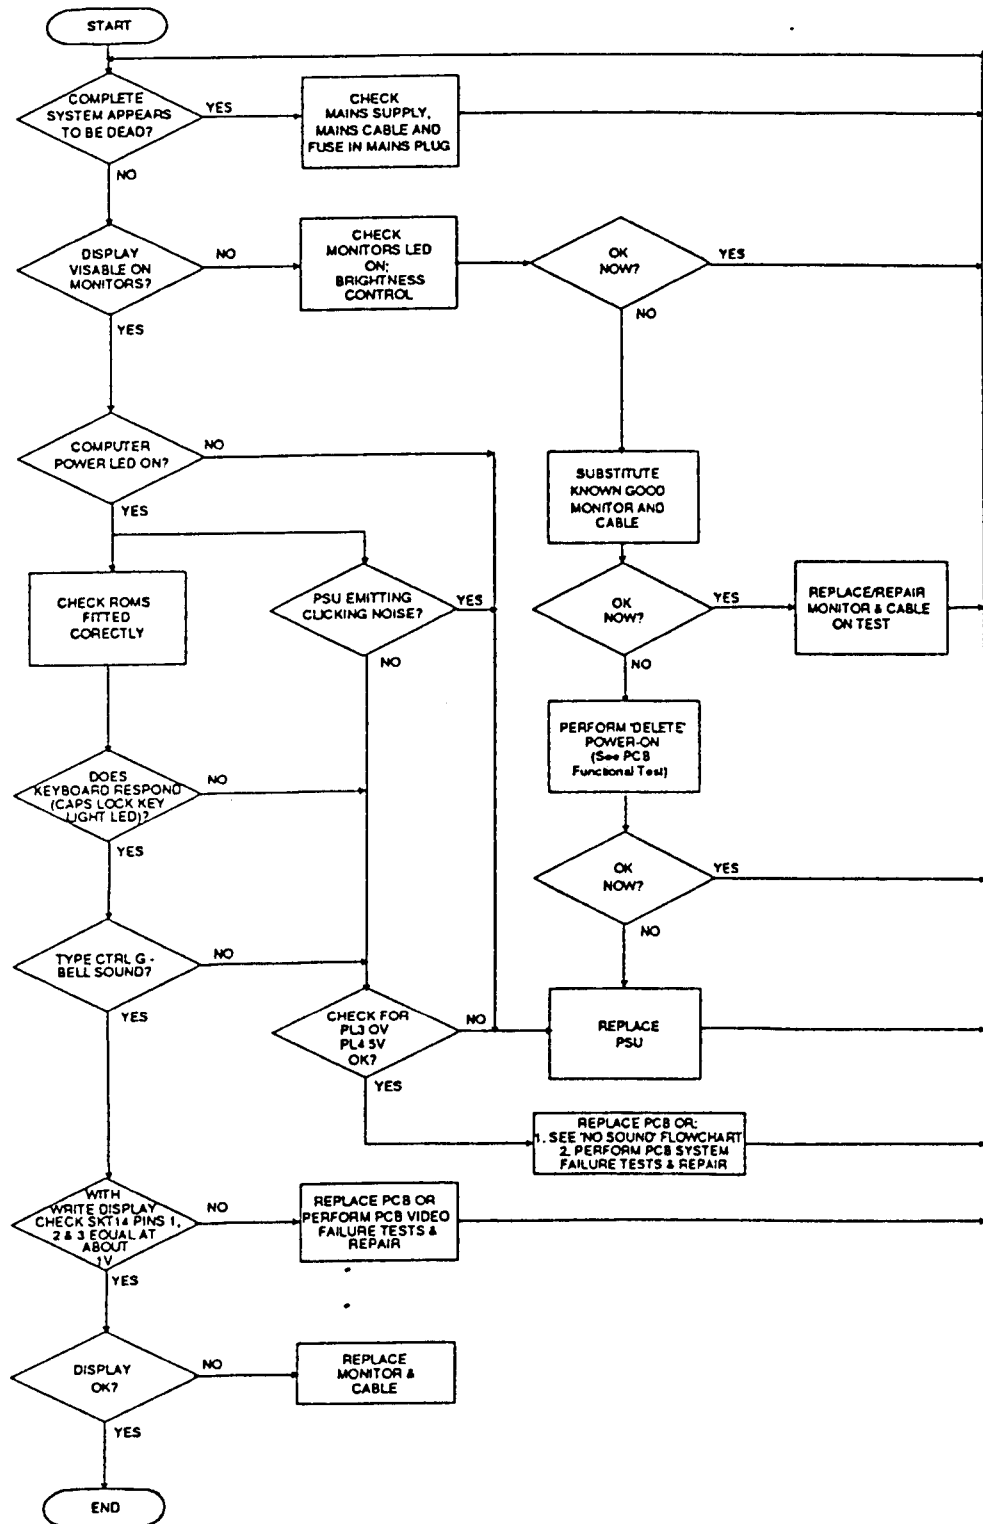 START
COMPLETE
SYSTEM APPEARS
TO BE DEAD?
YES
CHECK
MAINS SUPPLY,
MAINS CABLE AND
FUSE IN MAINS PLUG
NO
DISPLAY
VISABLE ON
MONITORS?
NO
CHECK
MONITORS LED
ON;
BRIGHTNESS
CONTROL
OK
NOW?
YES
NO
YES
COMPUTER
POWER LED ON?
NO
YES
SUBSTITUTE
KNOWN GOOD
MONITOR AND
CABLE
CHECK ROMS
FITTED
CORECTLY
PSU EMITTING
CLICKING NOISE?
YES
NO
OK
NOW?
YES
REPLACE/REPAIR
MONITOR & CABLE
ON TEST
NO
PERFORM 'DELETE'
POWER-ON
(See PCB
Functional Test)
DOES
KEYBOARD RESPOND
(CAPS LOCK KEY
LIGHT LED)?
NO
YES
OK
NOW?
YES
NO
TYPE CTRL G -
BELL SOUND?
NO
YES
CHECK FOR
PL3 0V
PL4 5V
OK?
NO
YES
REPLACE
PSU
REPLACE PCB OR;
1. SEE 'NO SOUND' FLOWCHART
2. PERFORM PCB SYSTEM
FAILURE TESTS & REPAIR
WITH
WRITE DISPLAY
CHECK SKT14 PINS 1,
2 & 3 EQUAL AT
ABOUT
1V
NO
REPLACE PCB OR
PERFORM PCB VIDEO
FAILURE TESTS &
REPAIR
YES
DISPLAY
OK?
NO
REPLACE
MONITOR &
CABLE
YES
END